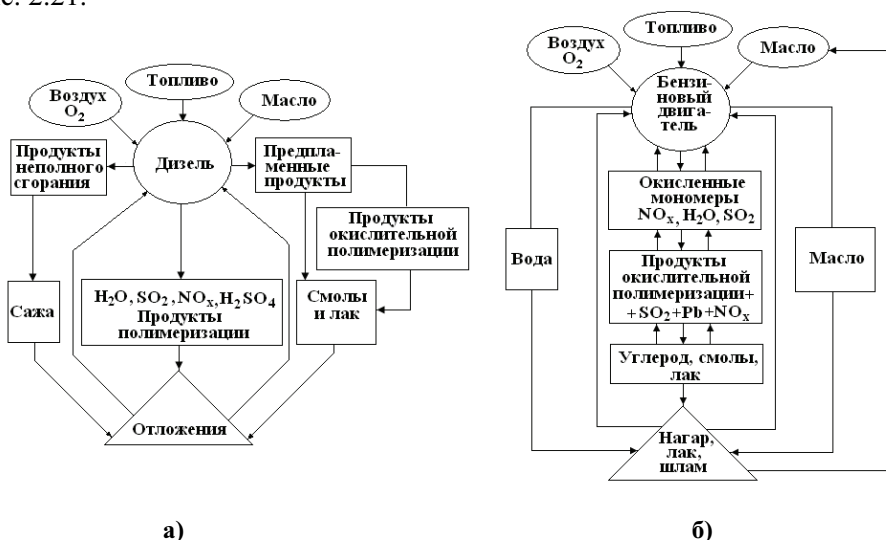 с. 2.21.
Топливо
Воздух
O₂
Масло
Дизель
Продукты
неполного
сгорания
Предпла-
менные
продукты
Продукты
окислительной
полимеризации
Сажа
H₂O, SO₂, NOₓ, H₂SO₄
Продукты
полимеризации
Смолы
и лак
Отложения
а)
Топливо
Воздух
O₂
Масло
Бензи-
новый
двига-
тель
Окисленные
мономеры
NOₓ, H₂O, SO₂
Вода
Продукты
окислительной
полимеризации+
+SO₂+Pb+NOₓ
Масло
Углерод, смолы,
лак
Нагар,
лак,
шлам
б)